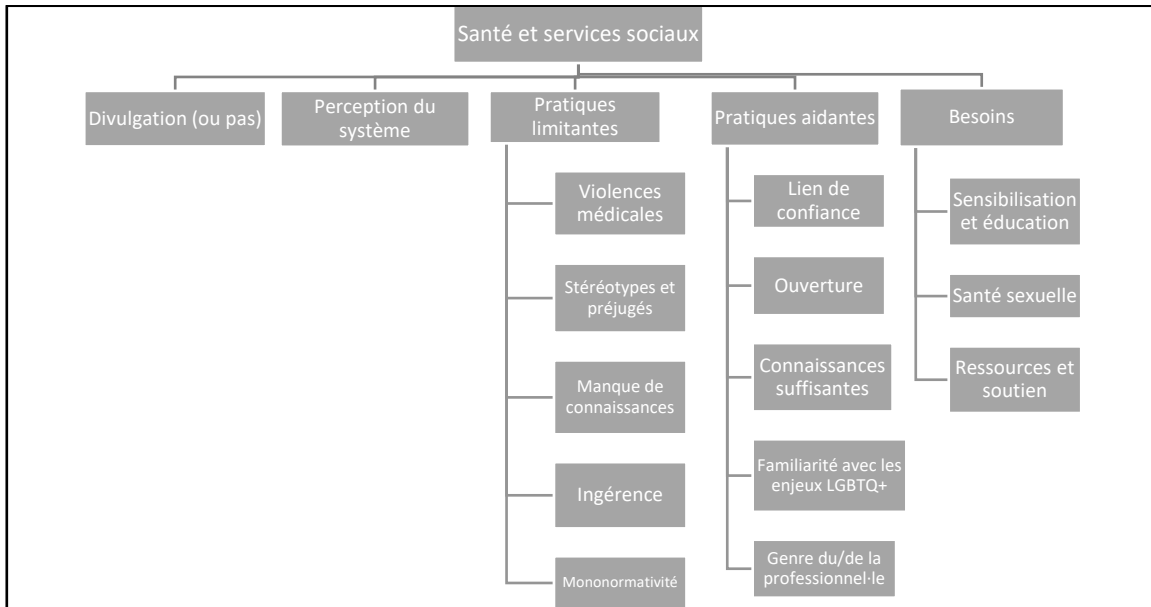 Santé et services sociaux
Divulgation (ou pas)
Perception du
système
Pratiques
limitantes
Pratiques aidantes
Besoins
Violences
médicales
Stéréotypes et
préjugés
Manque de
connaissances
Ingérence
Mononormativité
Lien de
confiance
Ouverture
Connaissances
suffisantes
Familiarité avec les
enjeux LGBTQ+
Genre du/de la
professionnel·le
Sensibilisation
et éducation
Santé sexuelle
Ressources et
soutien